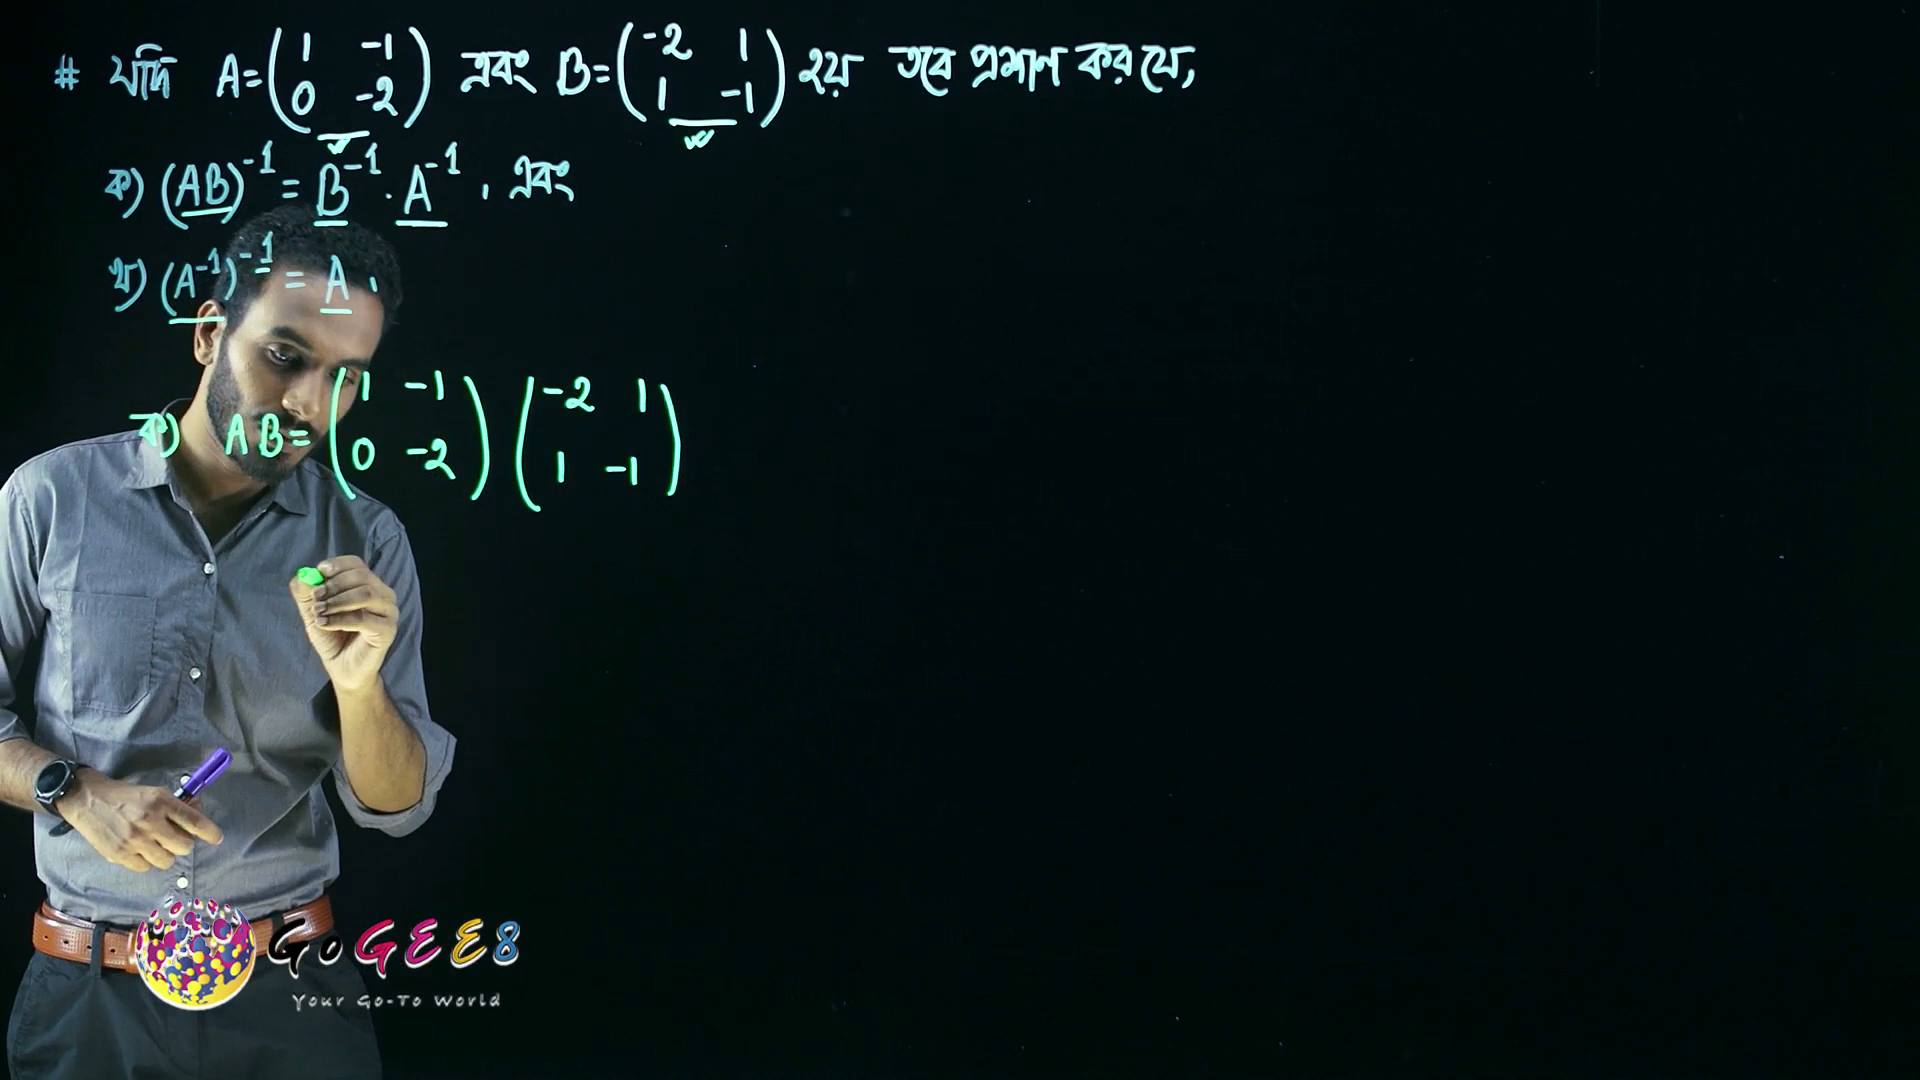 # যদি A = (1 -1 0 -2) এবং B = (-2 1 1 -1) হয় তবে প্রমাণ কর যে,
ক) (AB)⁻¹ = B⁻¹ · A⁻¹ , এবং
খ) (A⁻¹)⁻¹ = A ,
ক) AB = (1 -1 0 -2) (-2 1 1 -1)
GoGEE8
Your Go-To World